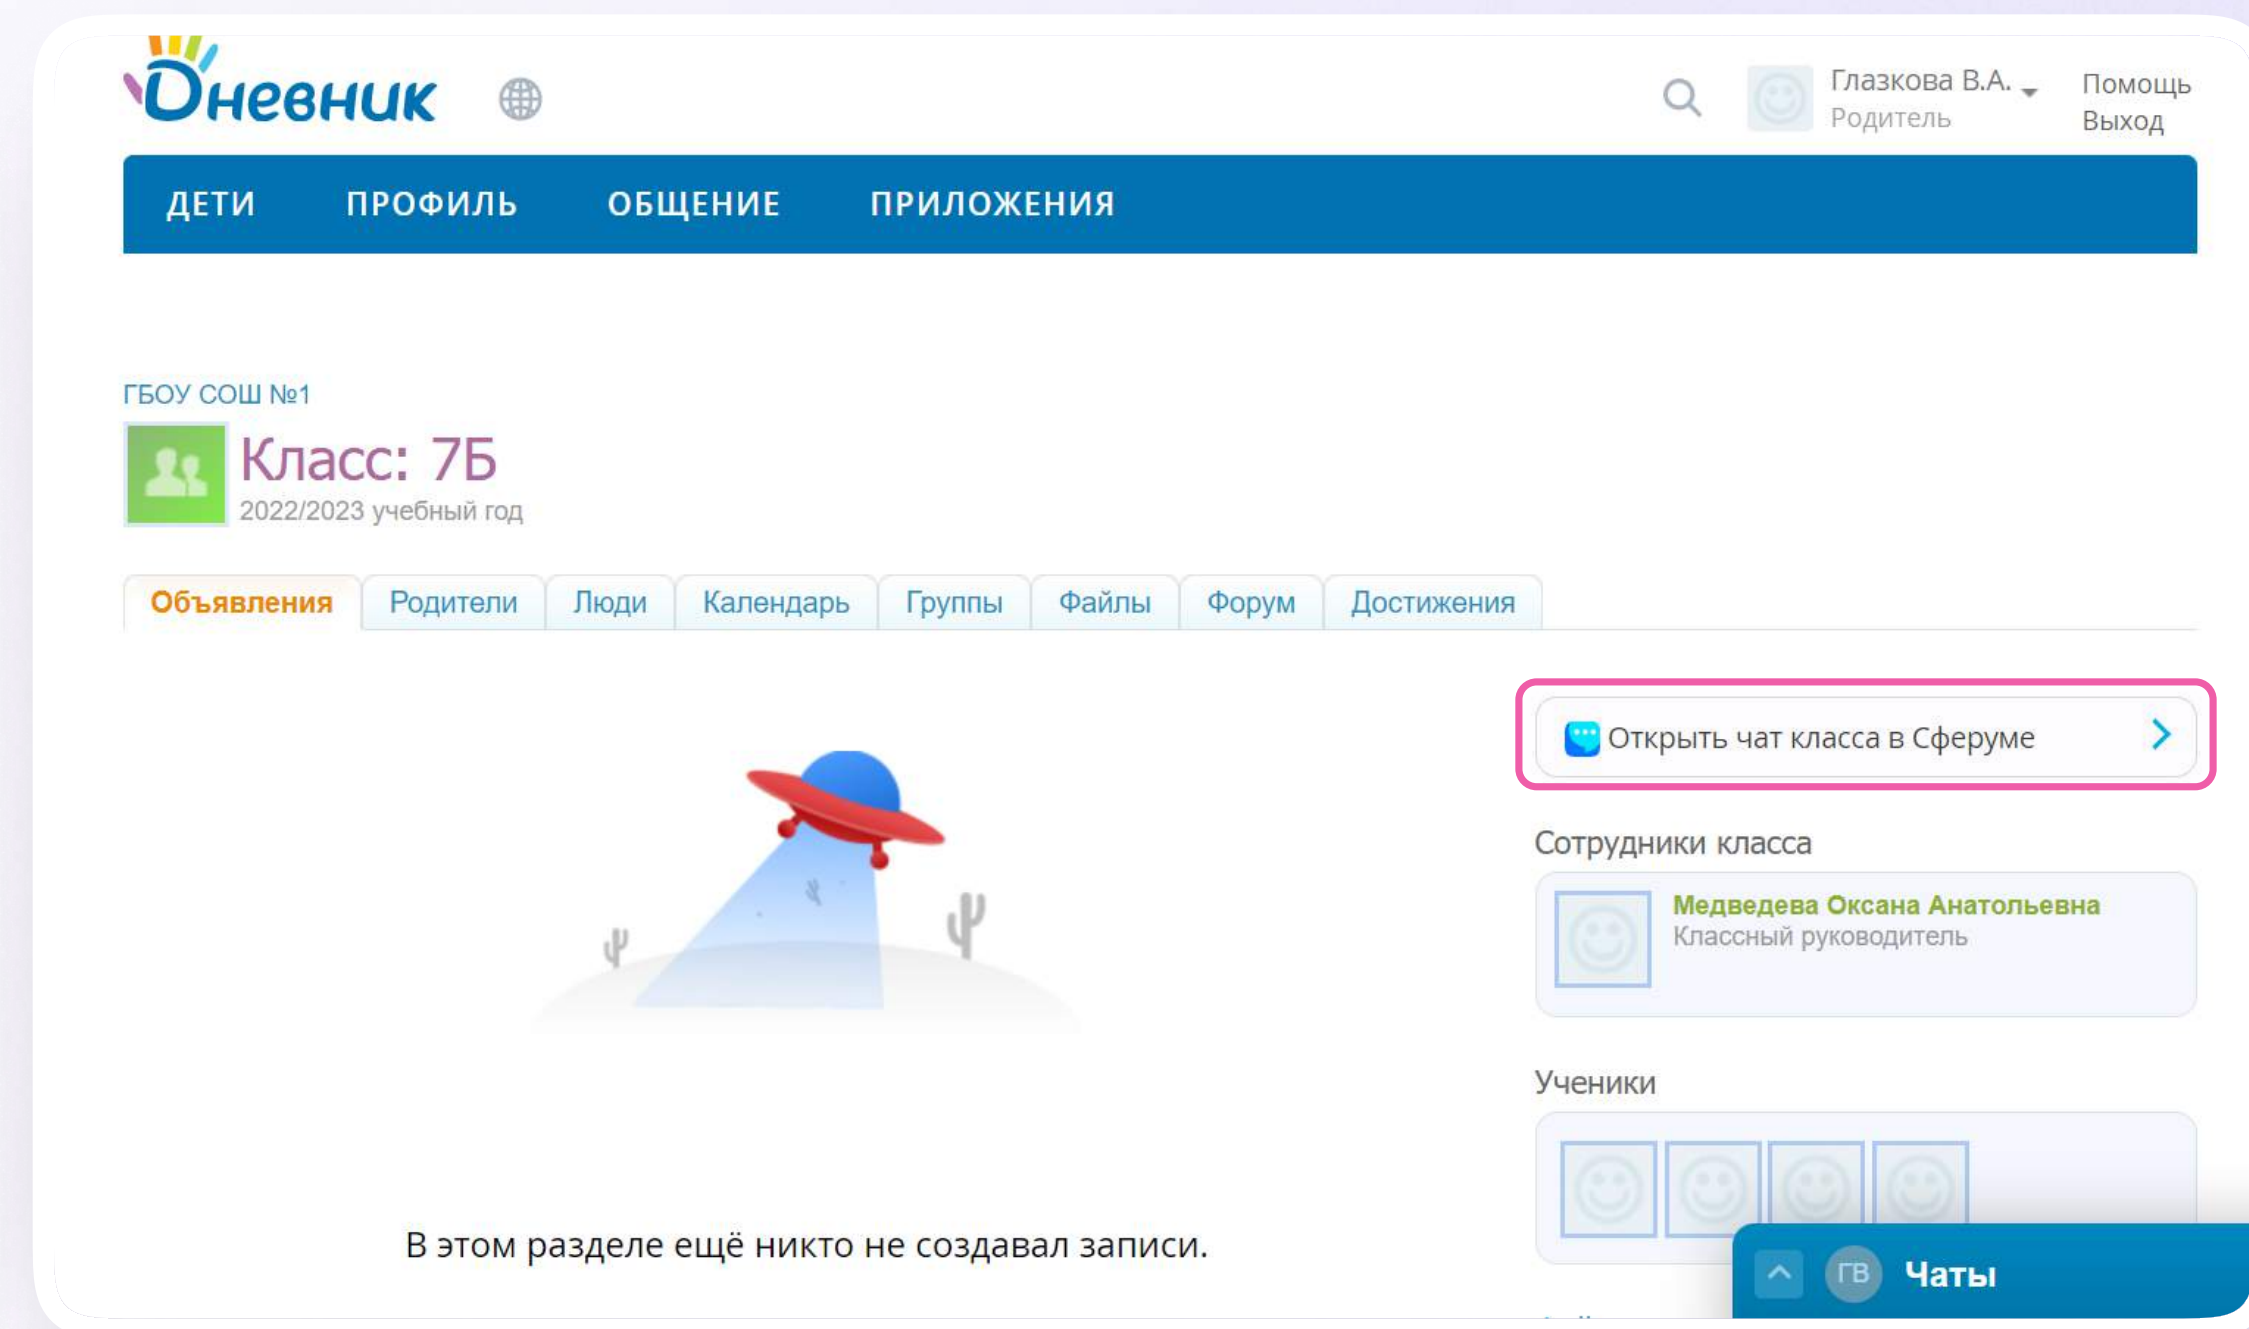 Дневник
Глазкова В.А.
Родитель
Помощь
Выход
ДЕТИ ПРОФИЛЬ ОБЩЕНИЕ ПРИЛОЖЕНИЯ
ГБОУ СОШ №1
Класс: 7Б
2022/2023 учебный год
Объявления Родители Люди Календарь Группы Файлы Форум Достижения
Открыть чат класса в Сферуме
Сотрудники класса
Медведева Оксана Анатольевна
Классный руководитель
Ученики
В этом разделе ещё никто не создавал записи.
ГВ Чаты